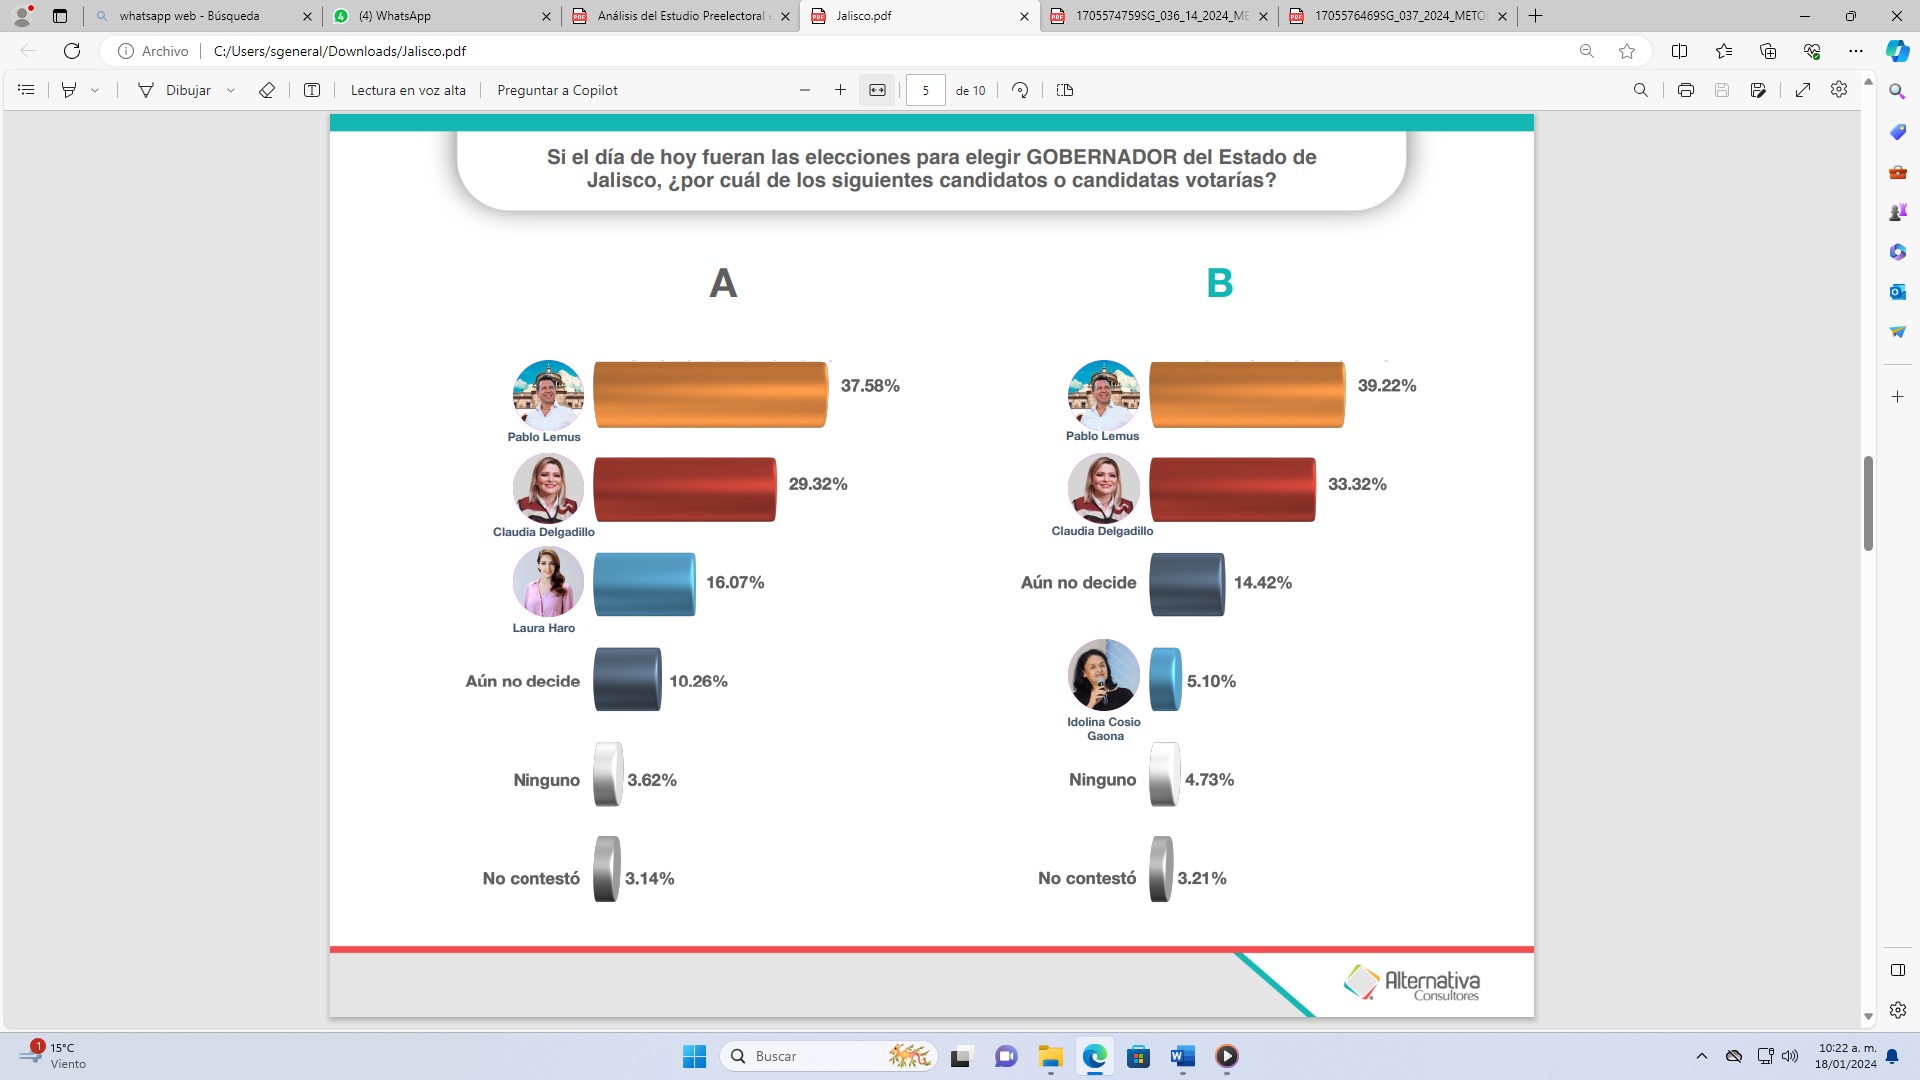 whatsapp web - Búsqueda
(4) WhatsApp
Análisis del Estudio Preelectoral
Jalisco.pdf
1705574759SG_036_14_2024_ME
1705576469SG_037_2024_METO
Archivo
C:/Users/sgeneral/Downloads/Jalisco.pdf
Dibujar
Lectura en voz alta
Preguntar a Copilot
5
de 10
Si el día de hoy fueran las elecciones para elegir GOBERNADOR del Estado de
Jalisco, ¿por cuál de los siguientes candidatos o candidatas votarías?
A
Pablo Lemus
37.58%
Claudia Delgadillo
29.32%
Laura Haro
16.07%
Aún no decide
10.26%
Ninguno
3.62%
No contestó
3.14%
B
Pablo Lemus
39.22%
Claudia Delgadillo
33.32%
Aún no decide
14.42%
Idolina Cosio
Gaona
5.10%
Ninguno
4.73%
No contestó
3.21%
Alternativa
Consultores
1
15°C
Viento
Buscar
10:22 a. m.
18/01/2024